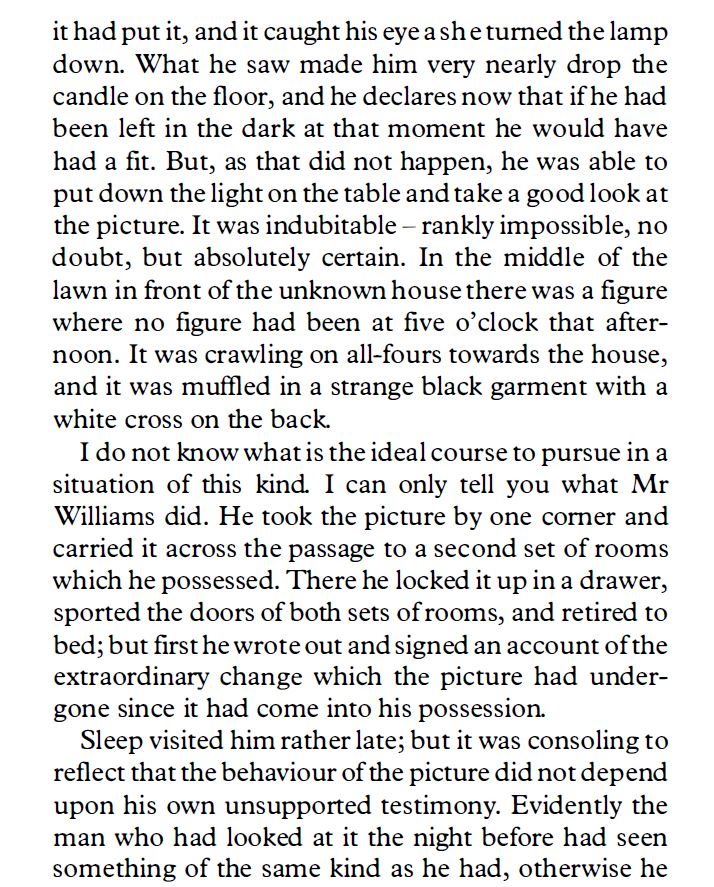 it had put it, and it caught his eye as he turned the lamp
down. What he saw made him very nearly drop the
candle on the floor, and he declares now that if he had
been left in the dark at that moment he would have
had a fit. But, as that did not happen, he was able to
put down the light on the table and take a good look at
the picture. It was indubitable – rankly impossible, no
doubt, but absolutely certain. In the middle of the
lawn in front of the unknown house there was a figure
where no figure had been at five o’clock that after-
noon. It was crawling on all-fours towards the house,
and it was muffled in a strange black garment with a
white cross on the back.
I do not know what is the ideal course to pursue in a
situation of this kind. I can only tell you what Mr
Williams did. He took the picture by one corner and
carried it across the passage to a second set of rooms
which he possessed. There he locked it up in a drawer,
sported the doors of both sets of rooms, and retired to
bed; but first he wrote out and signed an account of the
extraordinary change which the picture had under-
gone since it had come into his possession.
Sleep visited him rather late; but it was consoling to
reflect that the behaviour of the picture did not depend
upon his own unsupported testimony. Evidently the
man who had looked at it the night before had seen
something of the same kind as he had, otherwise he